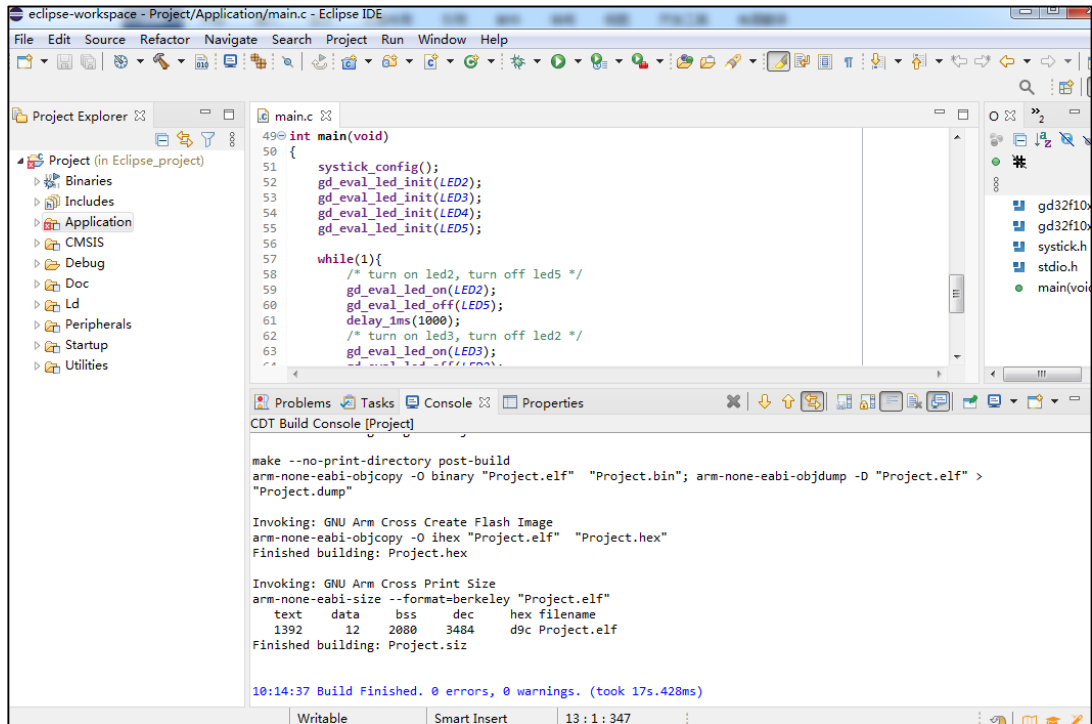 eclipse-workspace - Project/Application/main.c - Eclipse IDE
File Edit Source Refactor Navigate Search Project Run Window Help
Project Explorer
Project (in Eclipse_project)
Binaries
Includes
Application
CMSIS
Debug
Doc
Ld
Peripherals
Startup
Utilities
main.c
49 int main(void)
50 {
51 systick_config();
52 gd_eval_led_init(LED2);
53 gd_eval_led_init(LED3);
54 gd_eval_led_init(LED4);
55 gd_eval_led_init(LED5);
56
57 while(1){
58 /* turn on led2, turn off led5 */
59 gd_eval_led_on(LED2);
60 gd_eval_led_off(LED5);
61 delay_1ms(1000);
62 /* turn on led3, turn off led2 */
63 gd_eval_led_on(LED3);
gd32f10x
gd32f10x
systick.h
stdio.h
main(void
Problems Tasks Console Properties
CDT Build Console [Project]
make --no-print-directory post-build
arm-none-eabi-objcopy -O binary "Project.elf" "Project.bin"; arm-none-eabi-objdump -D "Project.elf" >
"Project.dump"
Invoking: GNU Arm Cross Create Flash Image
arm-none-eabi-objcopy -O ihex "Project.elf" "Project.hex"
Finished building: Project.hex
Invoking: GNU Arm Cross Print Size
arm-none-eabi-size --format=berkeley "Project.elf"
text data bss dec hex filename
1392 12 2080 3484 d9c Project.elf
Finished building: Project.siz
10:14:37 Build Finished. 0 errors, 0 warnings. (took 17s.428ms)
Writable Smart Insert 13 : 1 : 347